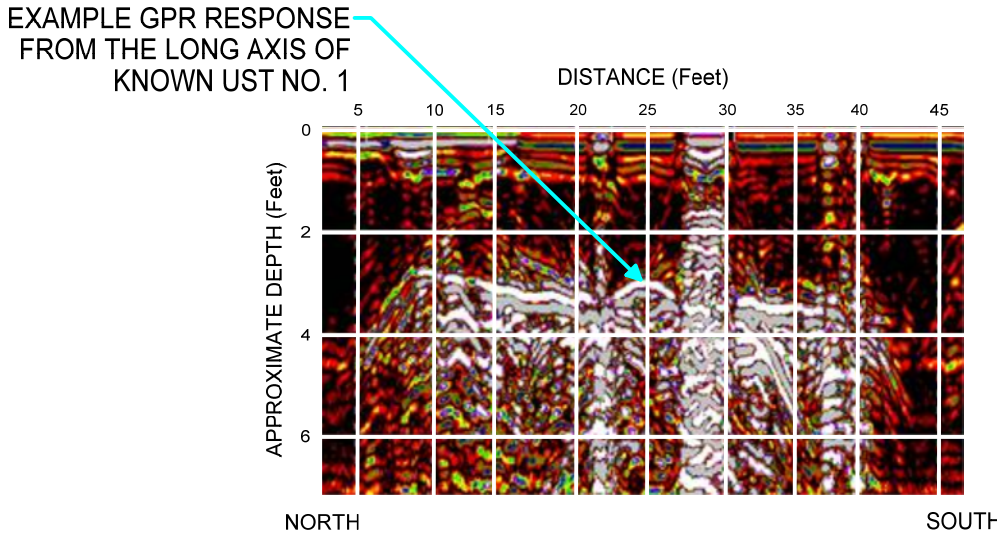 EXAMPLE GPR RESPONSE
FROM THE LONG AXIS OF
KNOWN UST NO. 1
DISTANCE (Feet)
5 10 15 20 25 30 35 40 45
0
2
4
6
APPROXIMATE DEPTH (Feet)
NORTH
SOUTH